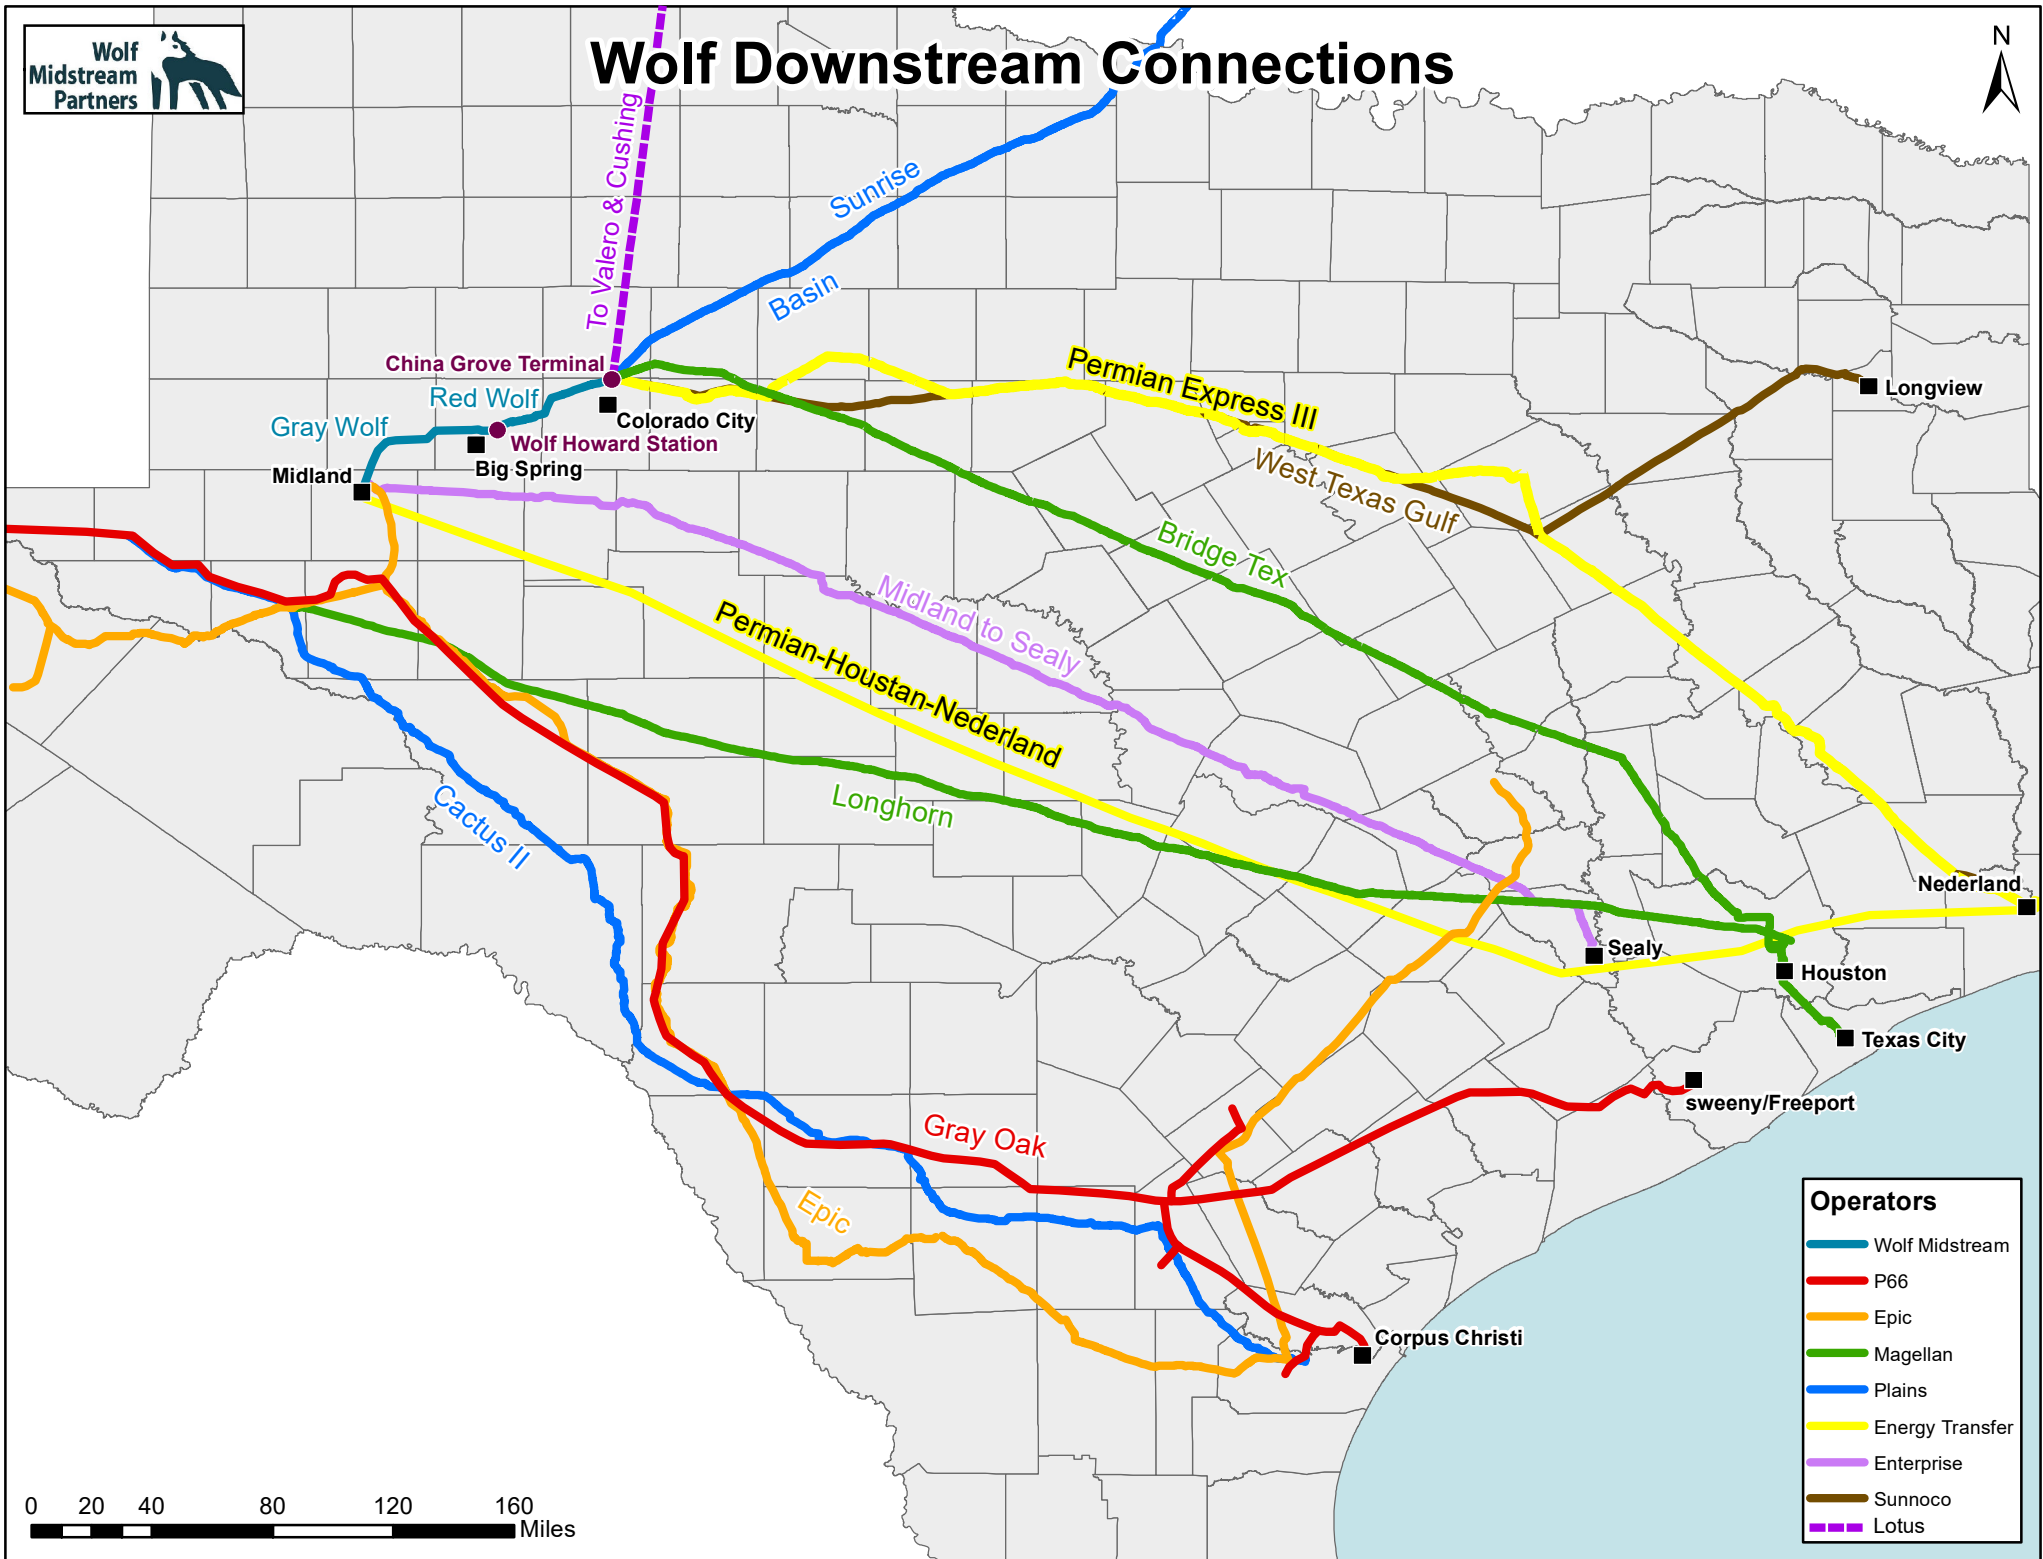 Wolf
Midstream
Partners
Wolf Downstream Connections
N
To Valero & Cushing
Sunrise
Basin
China Grove Terminal
Red Wolf
Gray Wolf
Colorado City
Wolf Howard Station
Big Spring
Midland
Permian Express III
West Texas Gulf
Longview
Bridge Tex
Midland to Sealy
Permian-Houstan-Nederland
Longhorn
Cactus II
Nederland
Sealy
Houston
Texas City
sweeny/Freeport
Gray Oak
Epic
Corpus Christi
Operators
Wolf Midstream
P66
Epic
Magellan
Plains
Energy Transfer
Enterprise
Sunnoco
Lotus
0 20 40 80 120 160
Miles